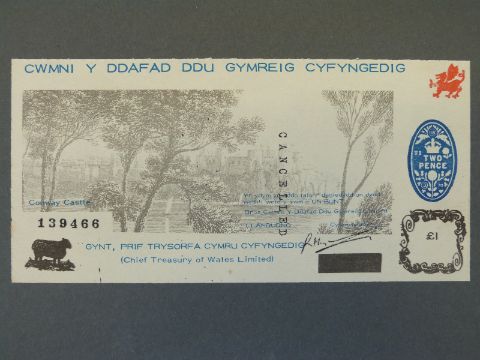 CWMNI Y DDAFAD DDU GYMREIG CYFYNGEDIG
TWO
PENCE
CANCELLED
Conway Castle
139466
LLANDUDNO
£1
GYNT, PRIF TRYSORFA CYMRU CYFYNGEDIG
(Chief Treasury of Wales Limited)